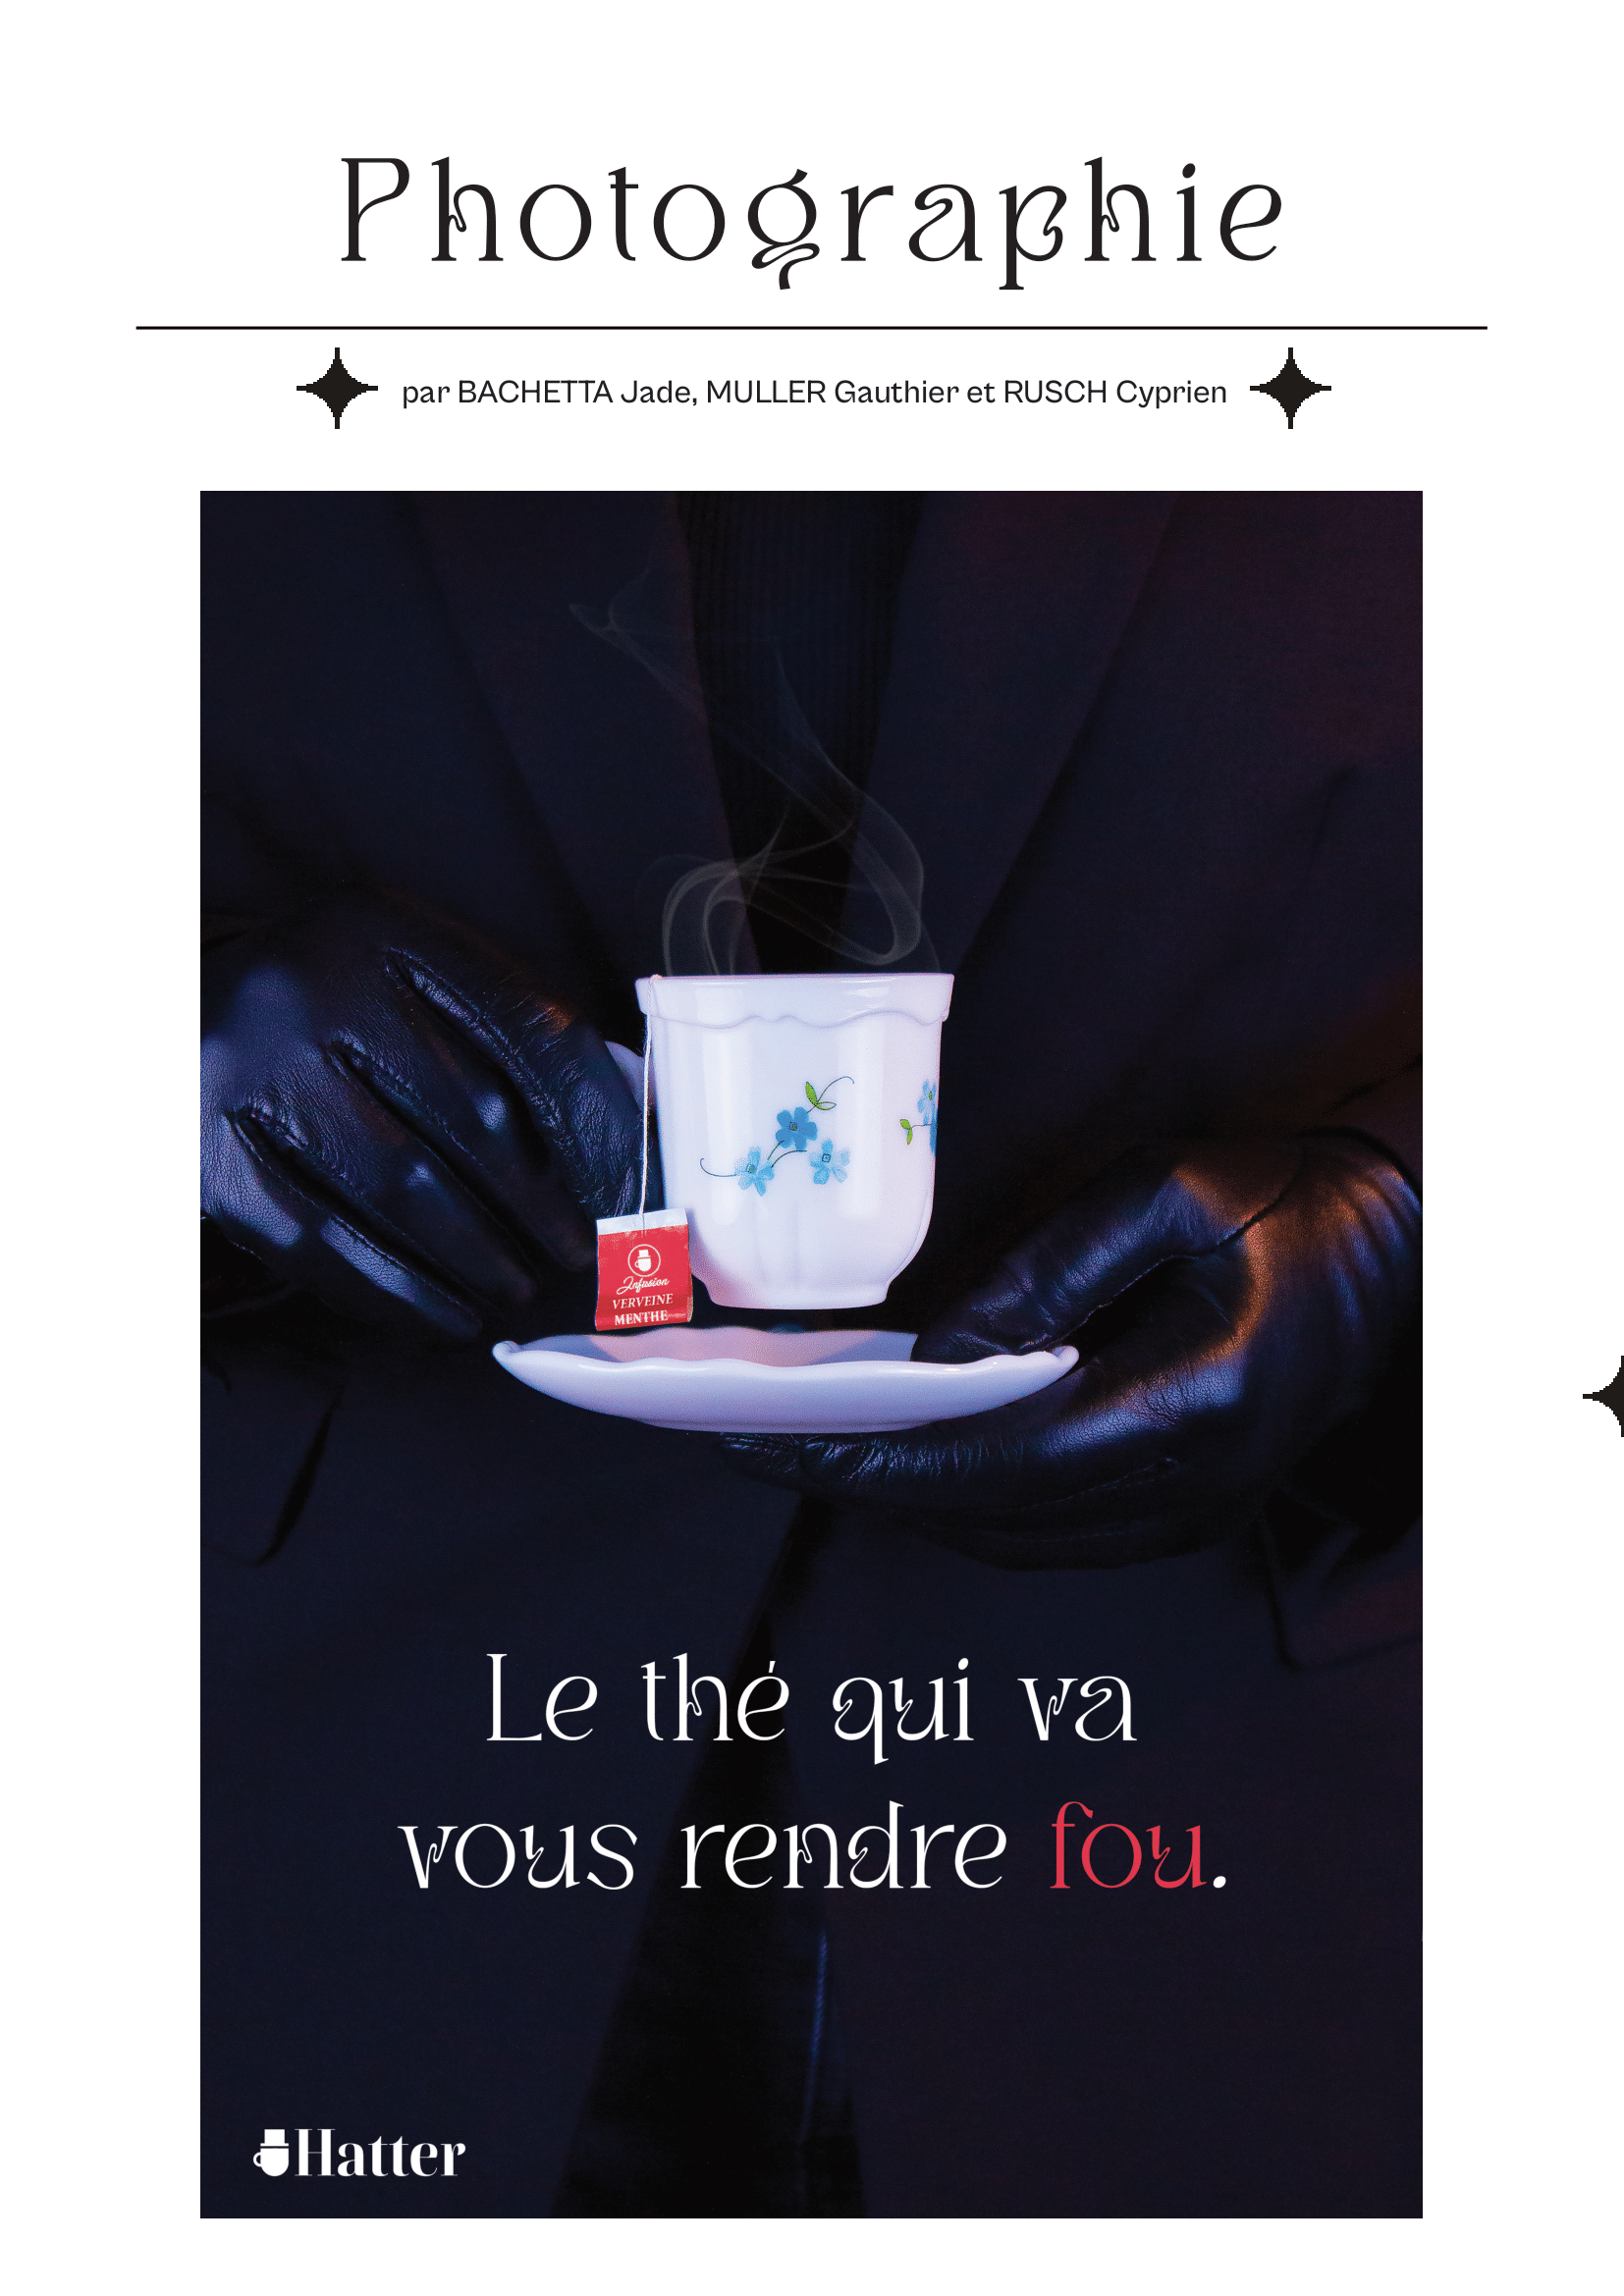 Photographie
par BACHETTA Jade, MULLER Gauthier et RUSCH Cyprien
Infusion
VERVEINE
MENTHE
Le thé qui va
vous rendre fou.
Hatter